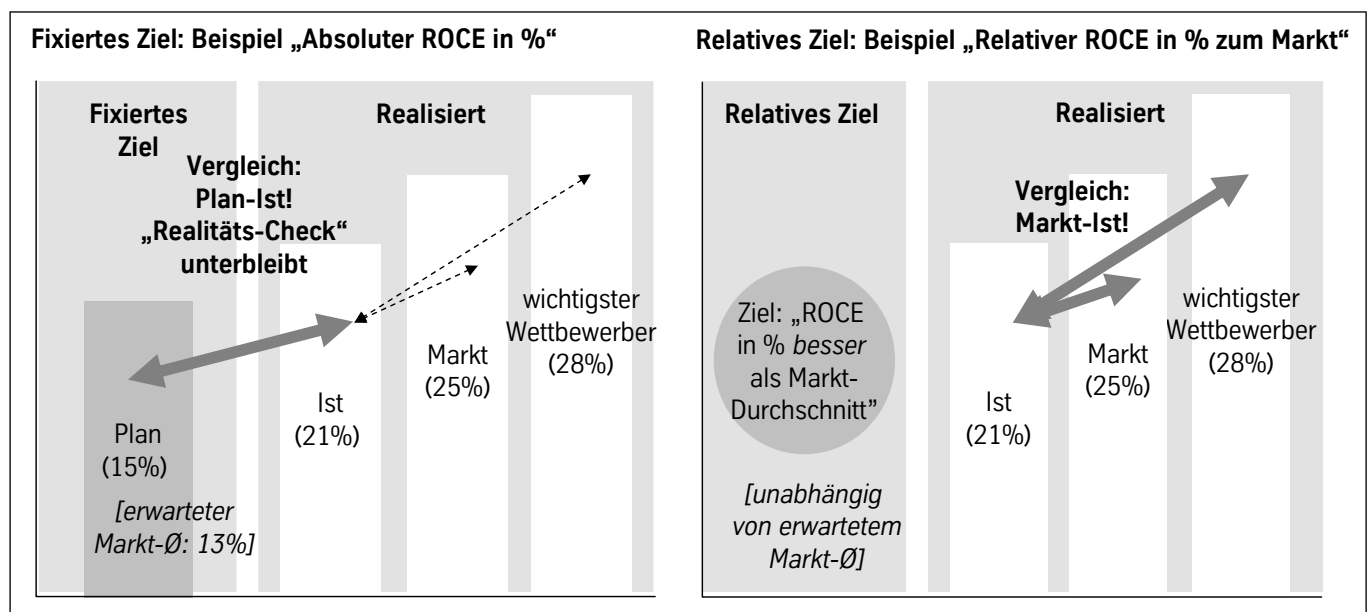 Fixiertes Ziel: Beispiel „Absoluter ROCE in %“
Fixiertes
Ziel
Realisiert
Vergleich:
Plan-Ist!
„Realitäts-Check“
unterbleibt
Plan
(15%)
[erwarteter
Markt-Ø: 13%]
Ist
(21%)
Markt
(25%)
wichtigster
Wettbewerber
(28%)
Relatives Ziel: Beispiel „Relativer ROCE in % zum Markt“
Relatives Ziel
Realisiert
Vergleich:
Markt-Ist!
Ziel: „ROCE
in % besser
als Markt-
Durchschnitt”
[unabhängig
von erwartetem
Markt-Ø]
Ist
(21%)
Markt
(25%)
wichtigster
Wettbewerber
(28%)